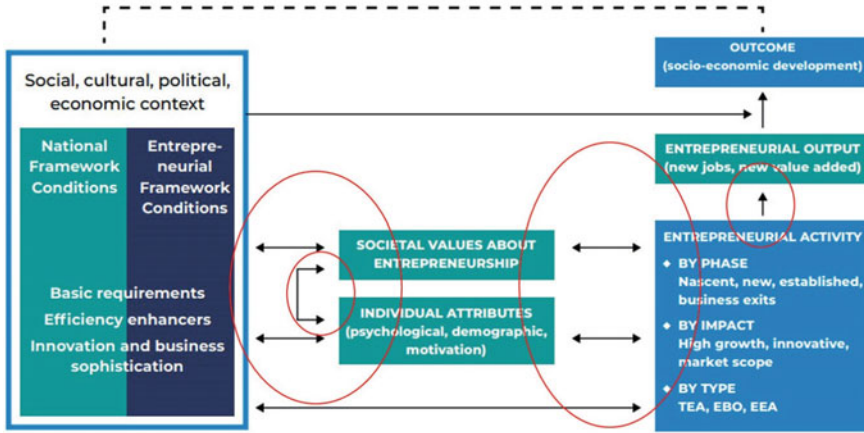 Social, cultural, political,
economic context
National
Framework
Conditions
Entrepre-
neurial
Framework
Conditions
Basic requirements
Efficiency enhancers
Innovation and business
sophistication
SOCIETAL VALUES ABOUT
ENTREPRENEURSHIP
INDIVIDUAL ATTRIBUTES
(psychological, demographic,
motivation)
OUTCOME
(socio-economic development)
ENTREPRENEURIAL OUTPUT
(new jobs, new value added)
ENTREPRENEURIAL ACTIVITY
◆ BY PHASE
Nascent, new, established,
business exits
◆ BY IMPACT
High growth, innovative,
market scope
◆ BY TYPE
TEA, EBO, EEA